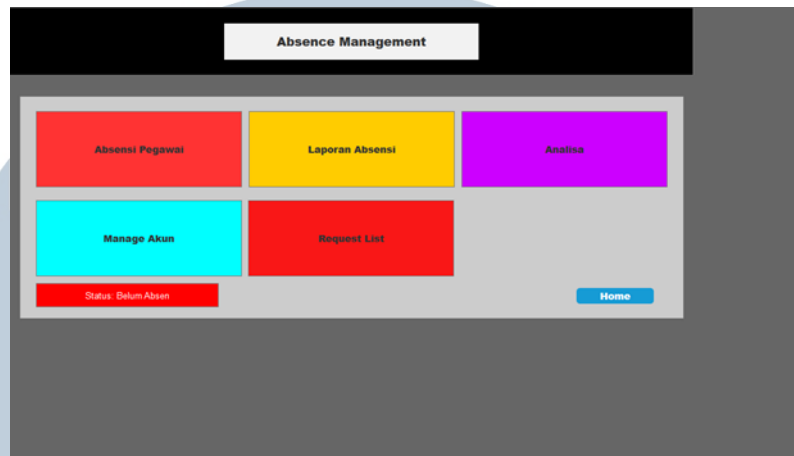 Absence Management
Absensi Pegawai
Laporan Absensi
Analisa
Manage Akun
Request List
Status: Belum Absen
Home